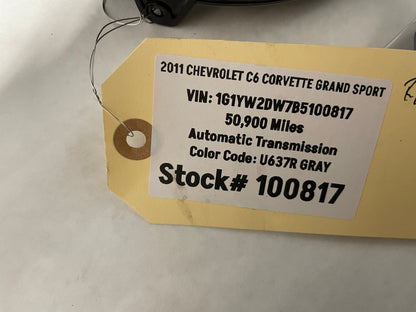 2011 CHEVROLET C6 CORVETTE GRAND SPORT
VIN: 1G1YW2DW7B5100817
50,900 Miles
Automatic Transmission
Color Code: U637R GRAY
Stock# 100817